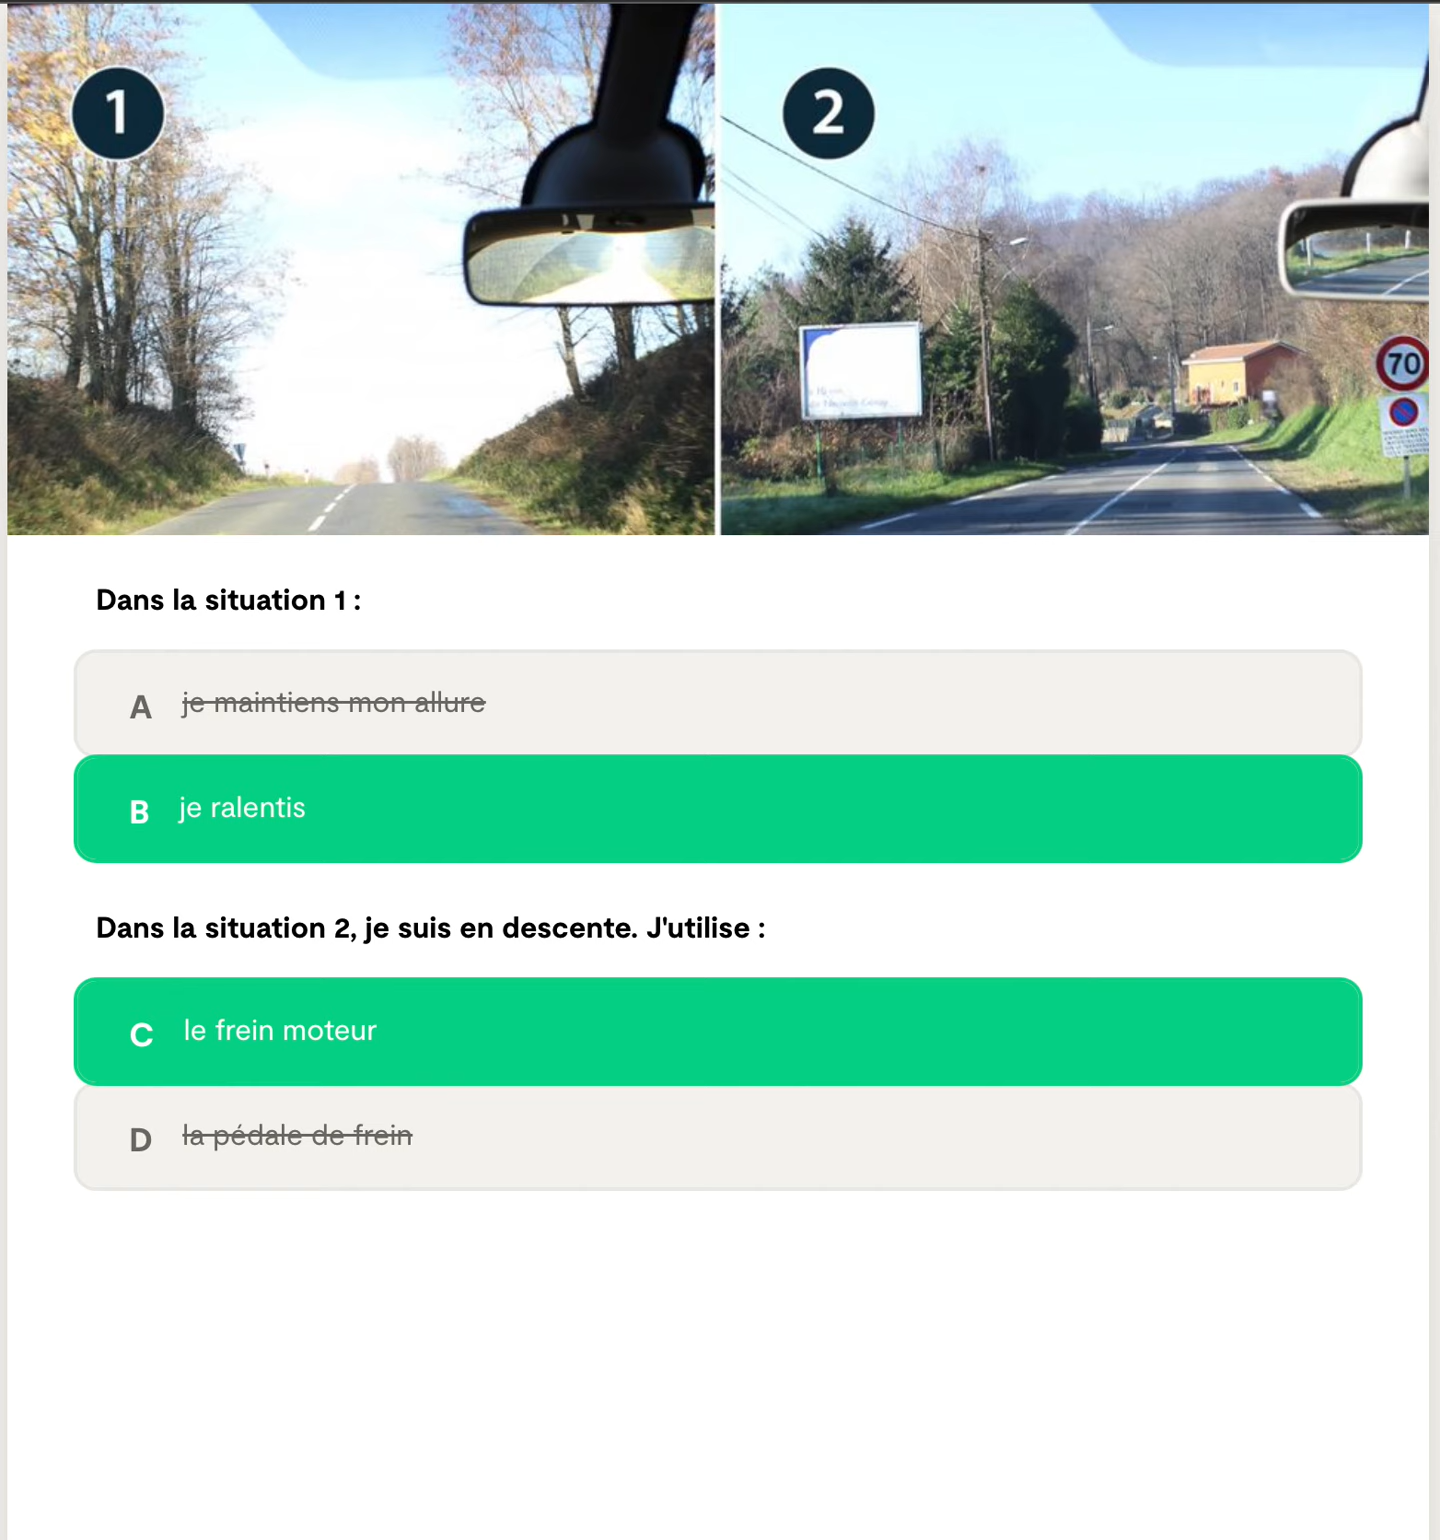 1
2
70
Dans la situation 1 :
A je maintiens mon allure
B je ralentis
Dans la situation 2, je suis en descente. J'utilise :
C le frein moteur
D la pédale de frein